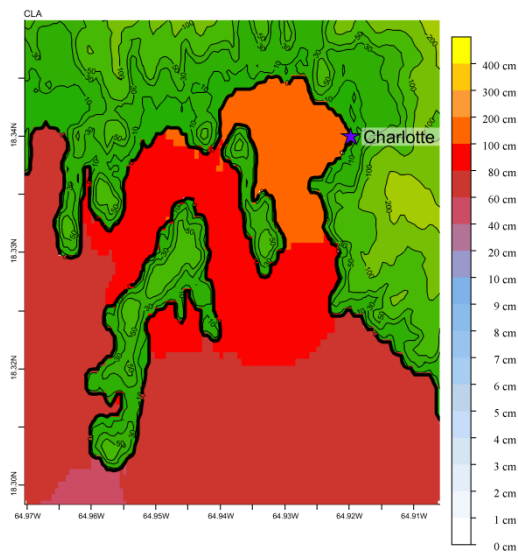 CLA
Charlotte
18.34N
18.33N
18.32N
18.30N
64.97W 64.96W 64.95W 64.94W 64.93W 64.92W 64.91W
400 cm
300 cm
200 cm
100 cm
80 cm
60 cm
40 cm
20 cm
10 cm
9 cm
8 cm
7 cm
6 cm
5 cm
4 cm
3 cm
2 cm
1 cm
0 cm